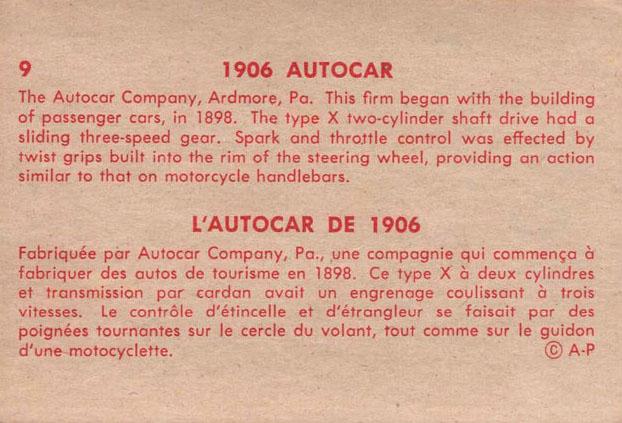 9 1906 AUTOCAR
The Autocar Company, Ardmore, Pa. This firm began with the building
of passenger cars, in 1898. The type X two-cylinder shaft drive had a
sliding three-speed gear. Spark and throttle control was effected by
twist grips built into the rim of the steering wheel, providing an action
similar to that on motorcycle handlebars.
L'AUTOCAR DE 1906
Fabriquée par Autocar Company, Pa., une compagnie qui commença à
fabriquer des autos de tourisme en 1898. Ce type X à deux cylindres
et transmission par cardan avait un engrenage coulissant à trois
vitesses. Le contrôle d'étincelle et d'étrangleur se faisait par des
poignées tournantes sur le cercle du volant, tout comme sur le guidon
d'une motocyclette. © A-P